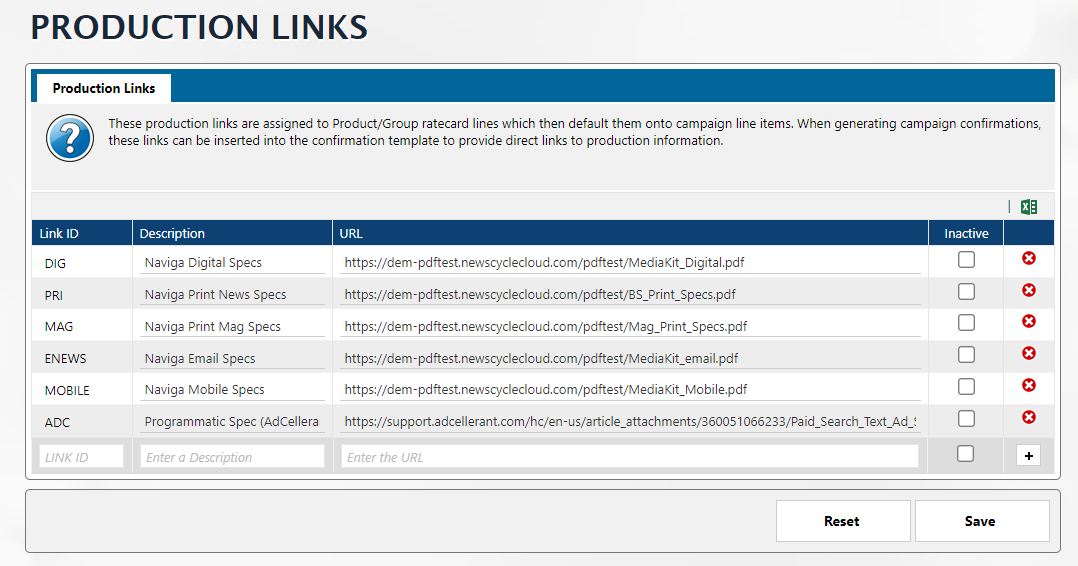 PRODUCTION LINKS
Production Links
These production links are assigned to Product/Group ratecard lines which then default them onto campaign line items. When generating campaign confirmations,
these links can be inserted into the confirmation template to provide direct links to production information.
Link ID Description URL Inactive
DIG Naviga Digital Specs https://dem-pdftest.newscyclecloud.com/pdftest/MediaKit_Digital.pdf
PRI Naviga Print News Specs https://dem-pdftest.newscyclecloud.com/pdftest/BS_Print_Specs.pdf
MAG Naviga Print Mag Specs https://dem-pdftest.newscyclecloud.com/pdftest/Mag_Print_Specs.pdf
ENEWS Naviga Email Specs https://dem-pdftest.newscyclecloud.com/pdftest/MediaKit_email.pdf
MOBILE Naviga Mobile Specs https://dem-pdftest.newscyclecloud.com/pdftest/MediaKit_Mobile.pdf
ADC Programmatic Spec (AdCellera https://support.adcellerant.com/hc/en-us/article_attachments/360051066233/Paid_Search_Text_Ad_S
LINK ID Enter a Description Enter the URL +
Reset Save